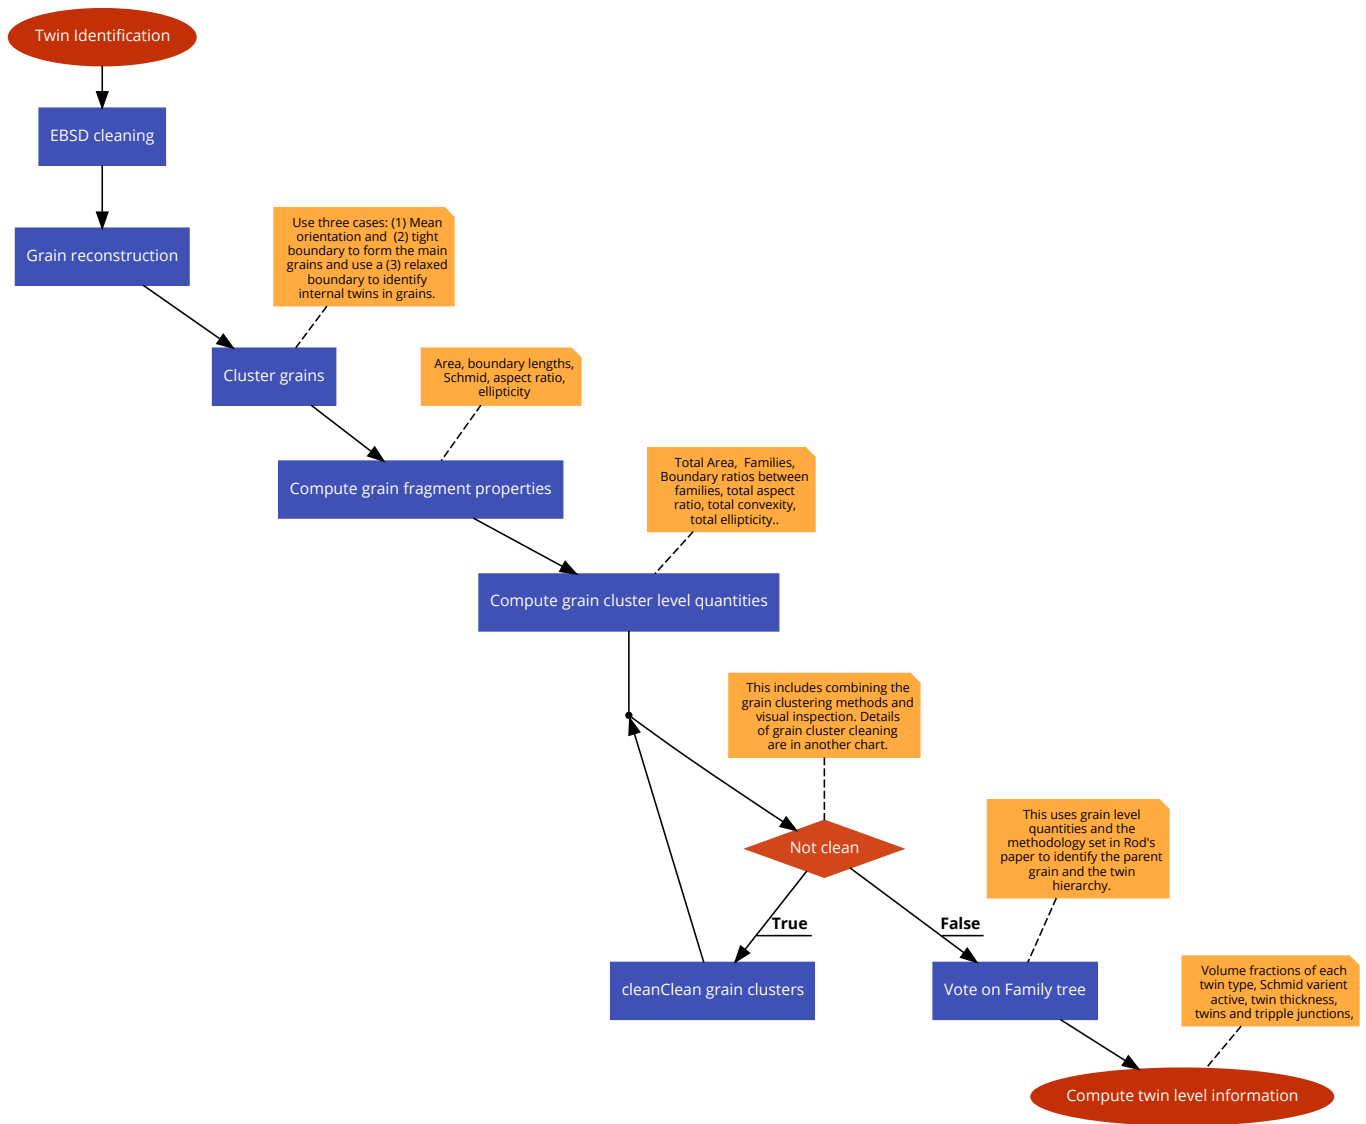 Twin Identification
EBSD cleaning
Grain reconstruction
Use three cases: (1) Mean
orientation and  (2) tight
boundary to form the main
grains and use a (3) relaxed
boundary to identify
internal twins in grains.
Cluster grains
Area, boundary lengths,
Schmid, aspect ratio,
ellipticity
Compute grain fragment properties
Total Area,  Families,
Boundary ratios between
families, total aspect
ratio, total convexity,
total ellipticity..
Compute grain cluster level quantities
This includes combining the
grain clustering methods and
visual inspection. Details
of grain cluster cleaning
are in another chart.
Not clean
True
False
This uses grain level
quantities and the
methodology set in Rod's
paper to identify the parent
grain and the twin
hierarchy.
cleanClean grain clusters
Vote on Family tree
Volume fractions of each
twin type, Schmid varient
active, twin thickness,
twins and tripple junctions,
Compute twin level information